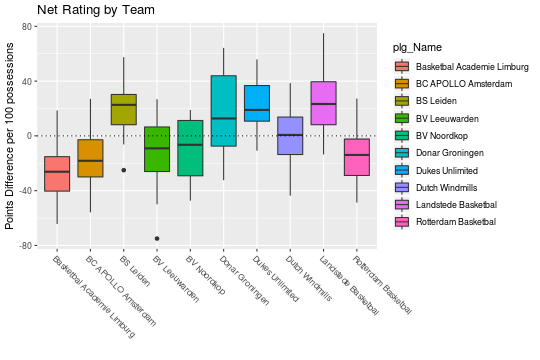 Net Rating by Team
Points Difference per 100 possessions
80
40
0
-40
-80
Basketbal Academie Limburg
BC APOLLO Amsterdam
BS Leiden
BV Leeuwarden
BV Noordkop
Donar Groningen
Dukes Unlimited
Dutch Windmills
Landstede Basketbal
Rotterdam Basketbal
plg_Name
Basketbal Academie Limburg
BC APOLLO Amsterdam
BS Leiden
BV Leeuwarden
BV Noordkop
Donar Groningen
Dukes Unlimited
Dutch Windmills
Landstede Basketbal
Rotterdam Basketbal